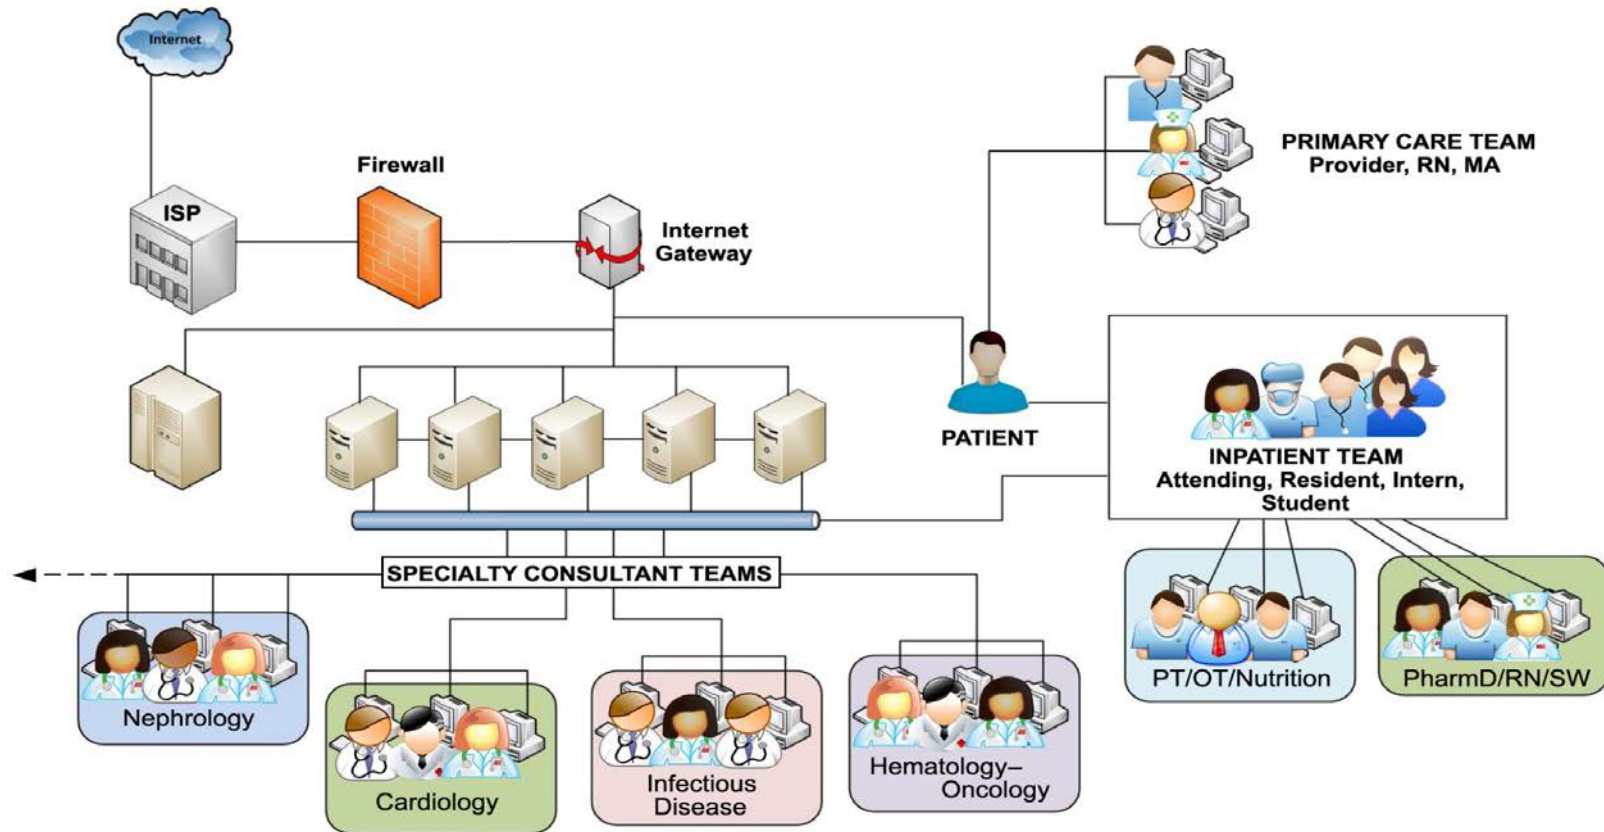 Internet
Firewall
ISP
Internet
Gateway
PRIMARY CARE TEAM
Provider, RN, MA
PATIENT
INPATIENT TEAM
Attending, Resident, Intern,
Student
SPECIALTY CONSULTANT TEAMS
Nephrology
Cardiology
Infectious
Disease
Hematology–
Oncology
PT/OT/Nutrition
PharmD/RN/SW